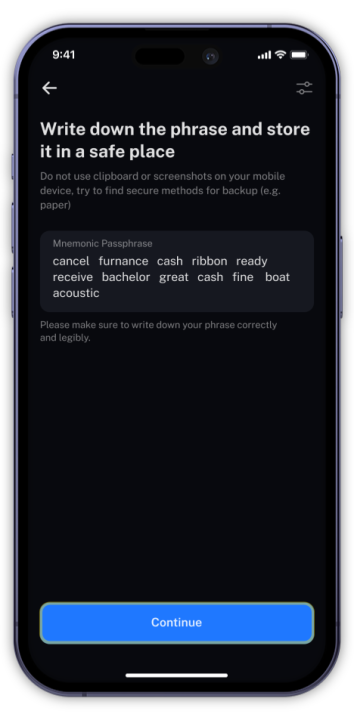 9:41
Write down the phrase and store
it in a safe place
Do not use clipboard or screenshots on your mobile
device, try to find secure methods for backup (e.g.
paper)
Mnemonic Passphrase
cancel furnance cash ribbon ready
receive bachelor great cash fine boat
acoustic
Please make sure to write down your phrase correctly
and legibly.
Continue